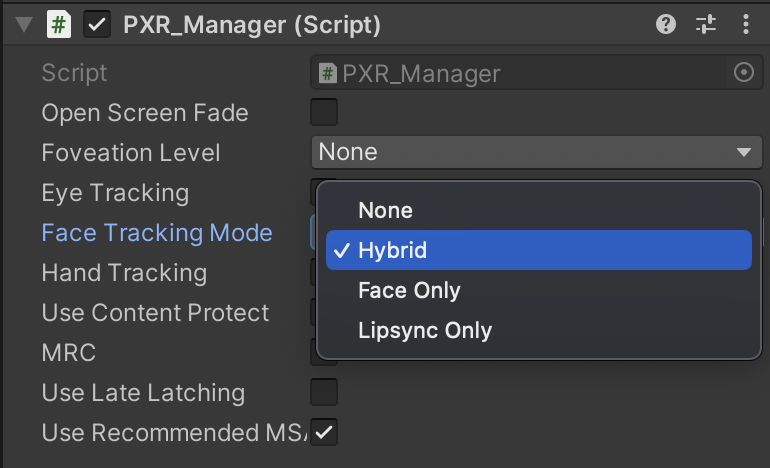 PXR_Manager (Script)
Script
PXR_Manager
Open Screen Fade
Foveation Level
None
Eye Tracking
None
Face Tracking Mode
Hybrid
Hand Tracking
Face Only
Use Content Protect
Lipsync Only
MRC
Use Late Latching
Use Recommended MSA